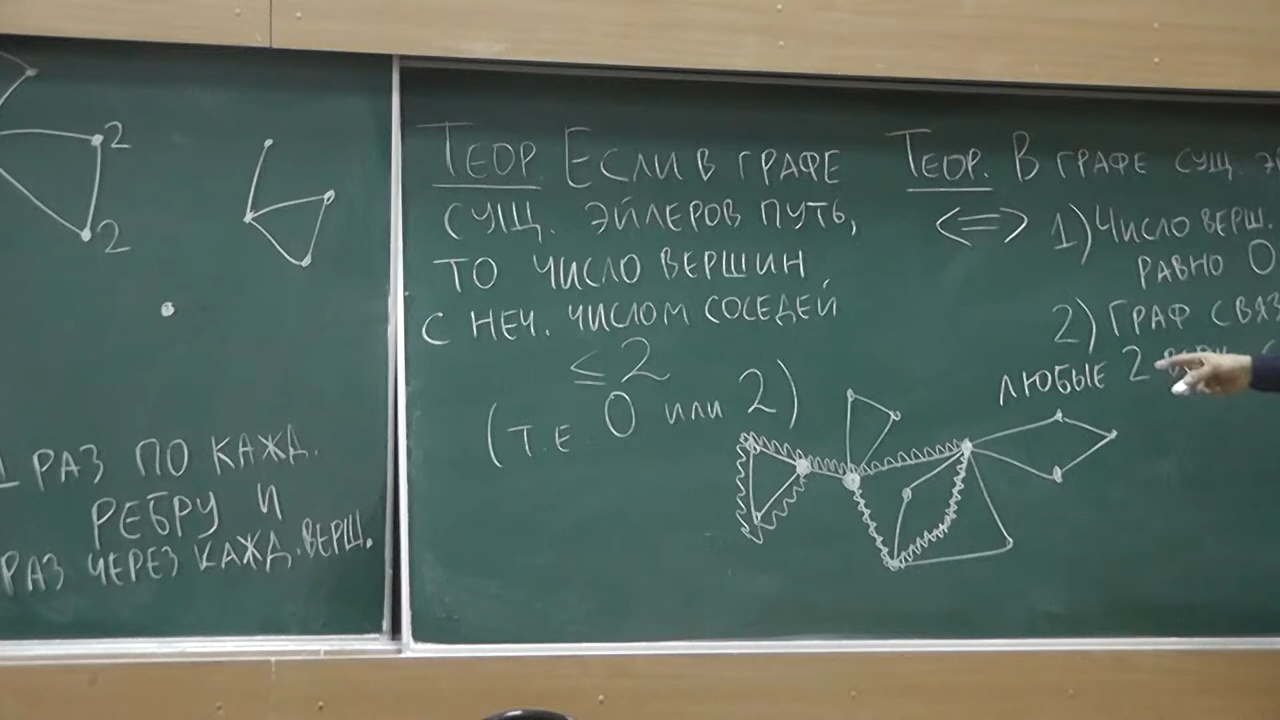 2
2
1 РАЗ ПО КАЖД.
РЕБРУ И
РАЗ ЧЕРЕЗ КАЖД. ВЕРШ.
ТЕОР. ЕСЛИ В ГРАФЕ
СУЩ. ЭЙЛЕРОВ ПУТЬ,
ТО ЧИСЛО ВЕРШИН
С НЕЧ. ЧИСЛОМ СОСЕДЕЙ
≤ 2
(Т.Е 0 ИЛИ 2)
ТЕОР. В ГРАФЕ СУЩ.
<=> 1) ЧИСЛО ВЕРШ.
РАВНО 0
2) ГРАФ СВЯЗ
ЛЮБЫЕ 2